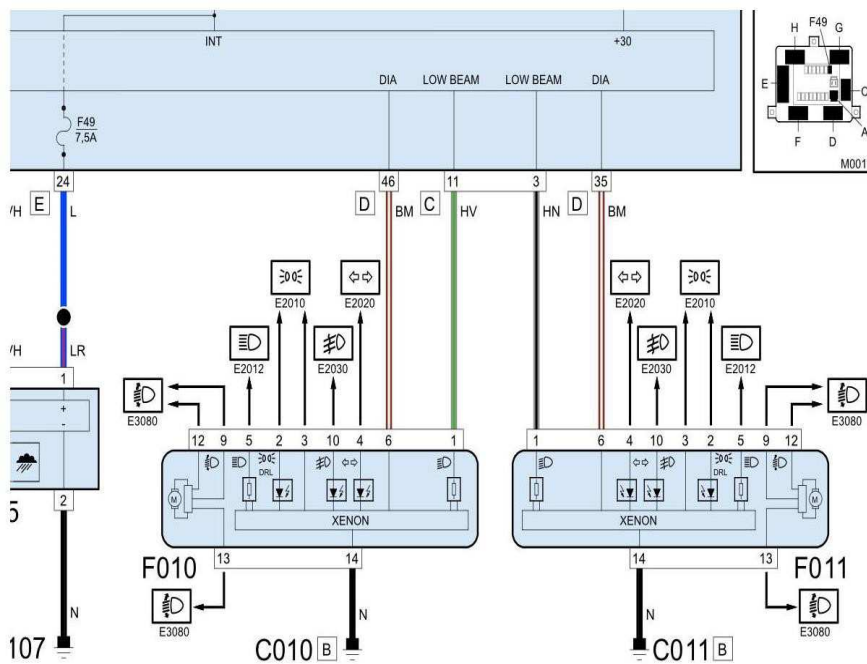 INT
+30
DIA LOW BEAM LOW BEAM DIA
F49
7,5A
24 46 11 3 35
E D C D
/H L BM HV HN BM
F49
H G
E C
A
F D
M001
E2010 E2020 E2020 E2010
E2012 E2030 E2030 E2012
/H LR
1
E3080 E3080
+
-
12 9 5 2 3 10 4 6 1 1 6 4 10 3 2 5 9 12
DRL DRL
M M
XENON XENON
2
5
13 14 14 13
F010 F011
E3080 E3080
N N N
107 C010 B C011 B